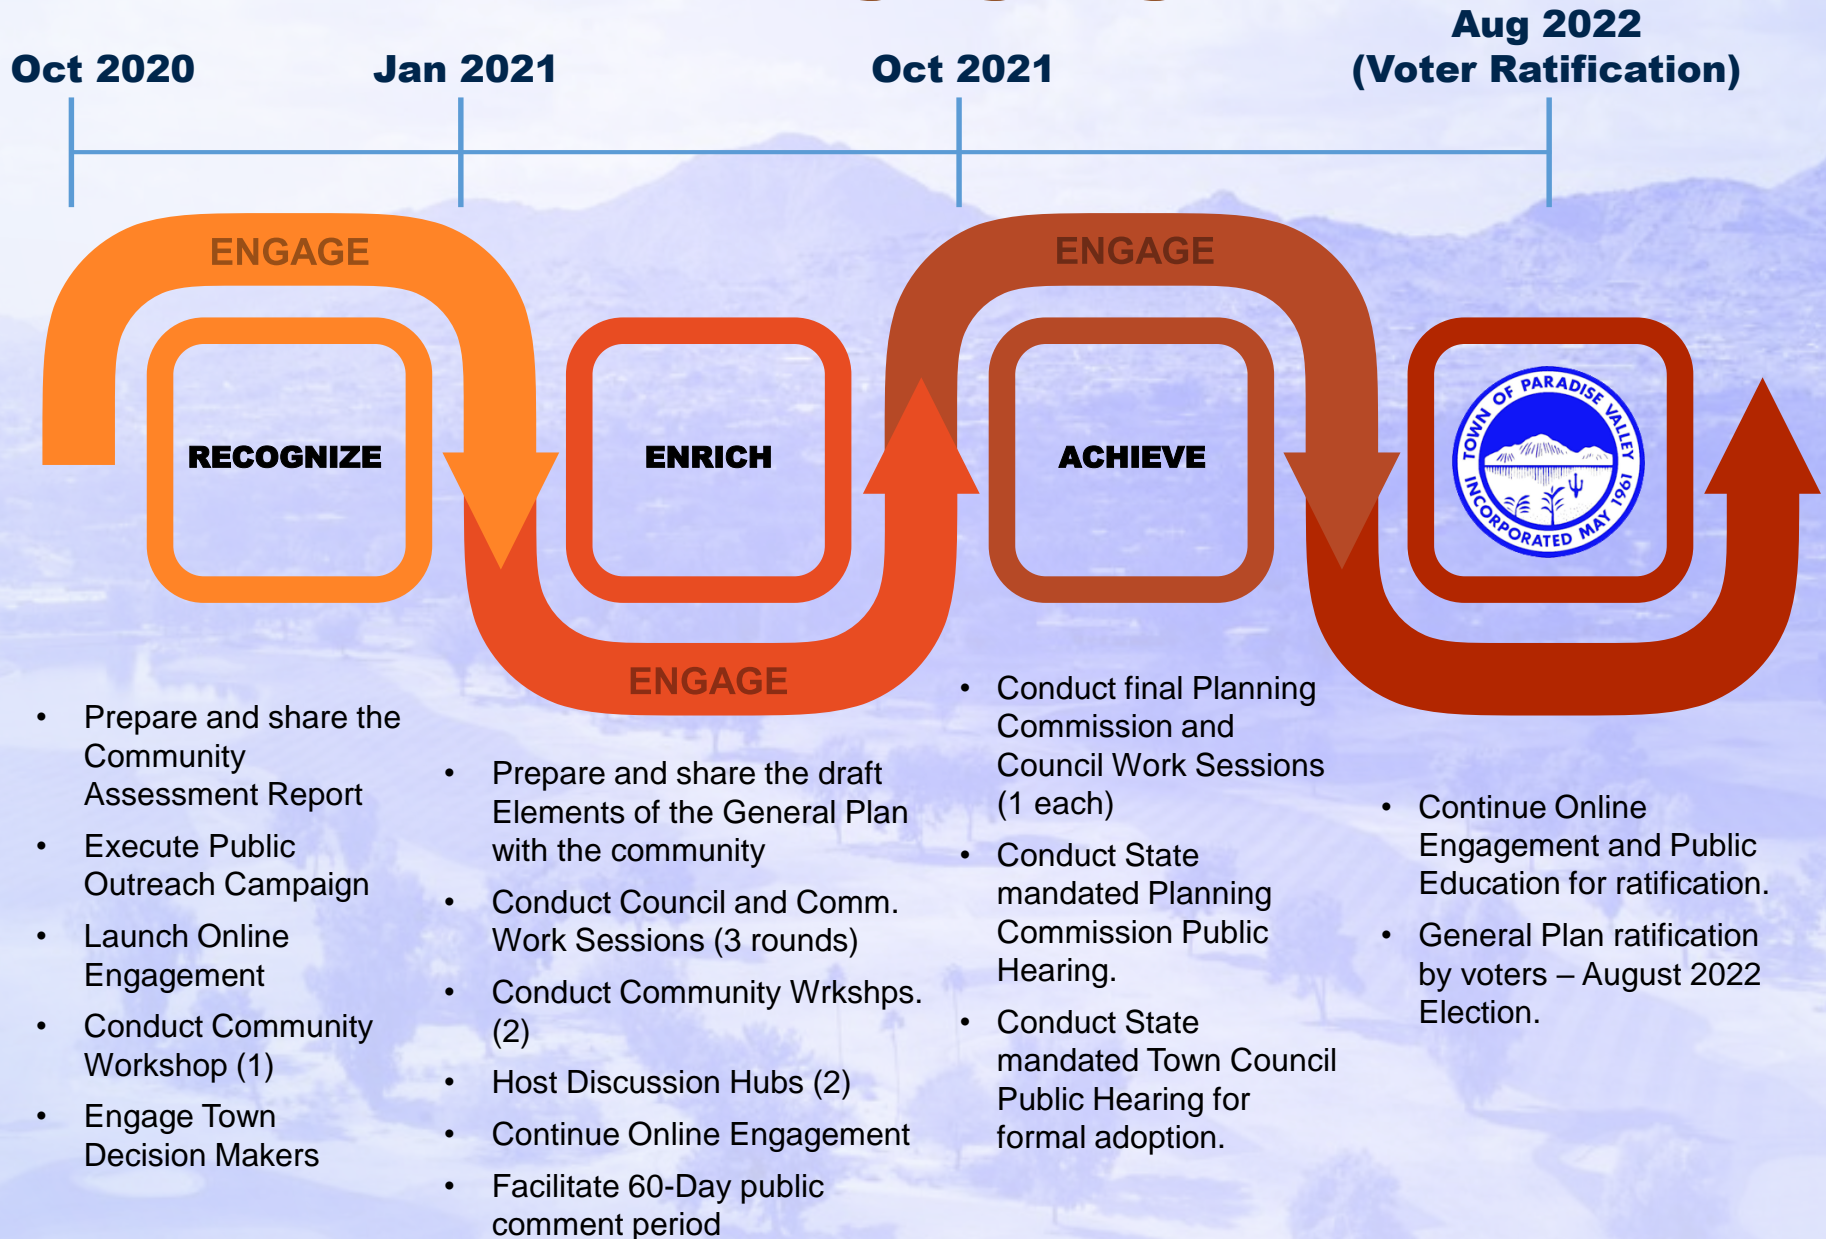 Oct 2020
Jan 2021
Oct 2021
Aug 2022
(Voter Ratification)
ENGAGE
ENGAGE
RECOGNIZE
ENRICH
ACHIEVE
TOWN OF PARADISE VALLEY
INCORPORATED MAY 1961
ENGAGE
• Prepare and share the
Community
Assessment Report
• Execute Public
Outreach Campaign
• Launch Online
Engagement
• Conduct Community
Workshop (1)
• Engage Town
Decision Makers
• Prepare and share the draft
Elements of the General Plan
with the community
• Conduct Council and Comm.
Work Sessions (3 rounds)
• Conduct Community Wrkshps.
(2)
• Host Discussion Hubs (2)
• Continue Online Engagement
• Facilitate 60-Day public
comment period
• Conduct final Planning
Commission and
Council Work Sessions
(1 each)
• Conduct State
mandated Planning
Commission Public
Hearing.
• Conduct State
mandated Town Council
Public Hearing for
formal adoption.
• Continue Online
Engagement and Public
Education for ratification.
• General Plan ratification
by voters – August 2022
Election.